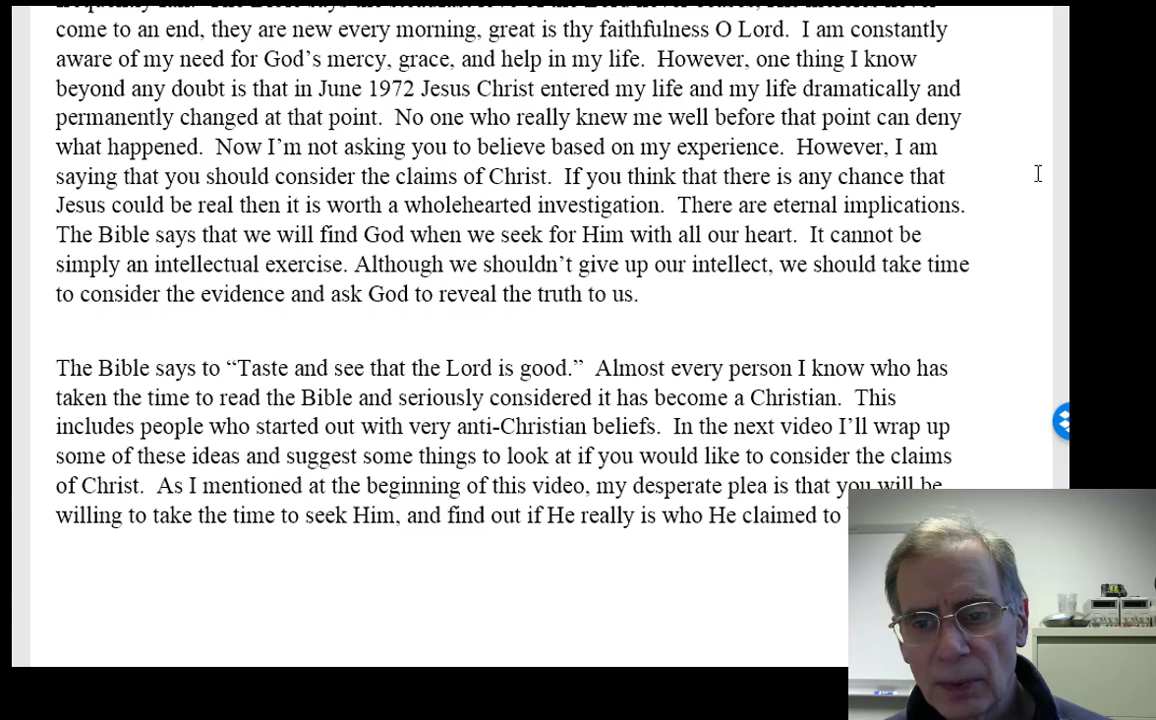 come to an end, they are new every morning, great is thy faithfulness O Lord.  I am constantly
aware of my need for God’s mercy, grace, and help in my life.  However, one thing I know
beyond any doubt is that in June 1972 Jesus Christ entered my life and my life dramatically and
permanently changed at that point.  No one who really knew me well before that point can deny
what happened.  Now I’m not asking you to believe based on my experience.  However, I am
saying that you should consider the claims of Christ.  If you think that there is any chance that
Jesus could be real then it is worth a wholehearted investigation.  There are eternal implications.
The Bible says that we will find God when we seek for Him with all our heart.  It cannot be
simply an intellectual exercise. Although we shouldn’t give up our intellect, we should take time
to consider the evidence and ask God to reveal the truth to us.
The Bible says to “Taste and see that the Lord is good.”  Almost every person I know who has
taken the time to read the Bible and seriously considered it has become a Christian.  This
includes people who started out with very anti-Christian beliefs.  In the next video I’ll wrap up
some of these ideas and suggest some things to look at if you would like to consider the claims
of Christ.  As I mentioned at the beginning of this video, my desperate plea is that you will be
willing to take the time to seek Him, and find out if He really is who He claimed to